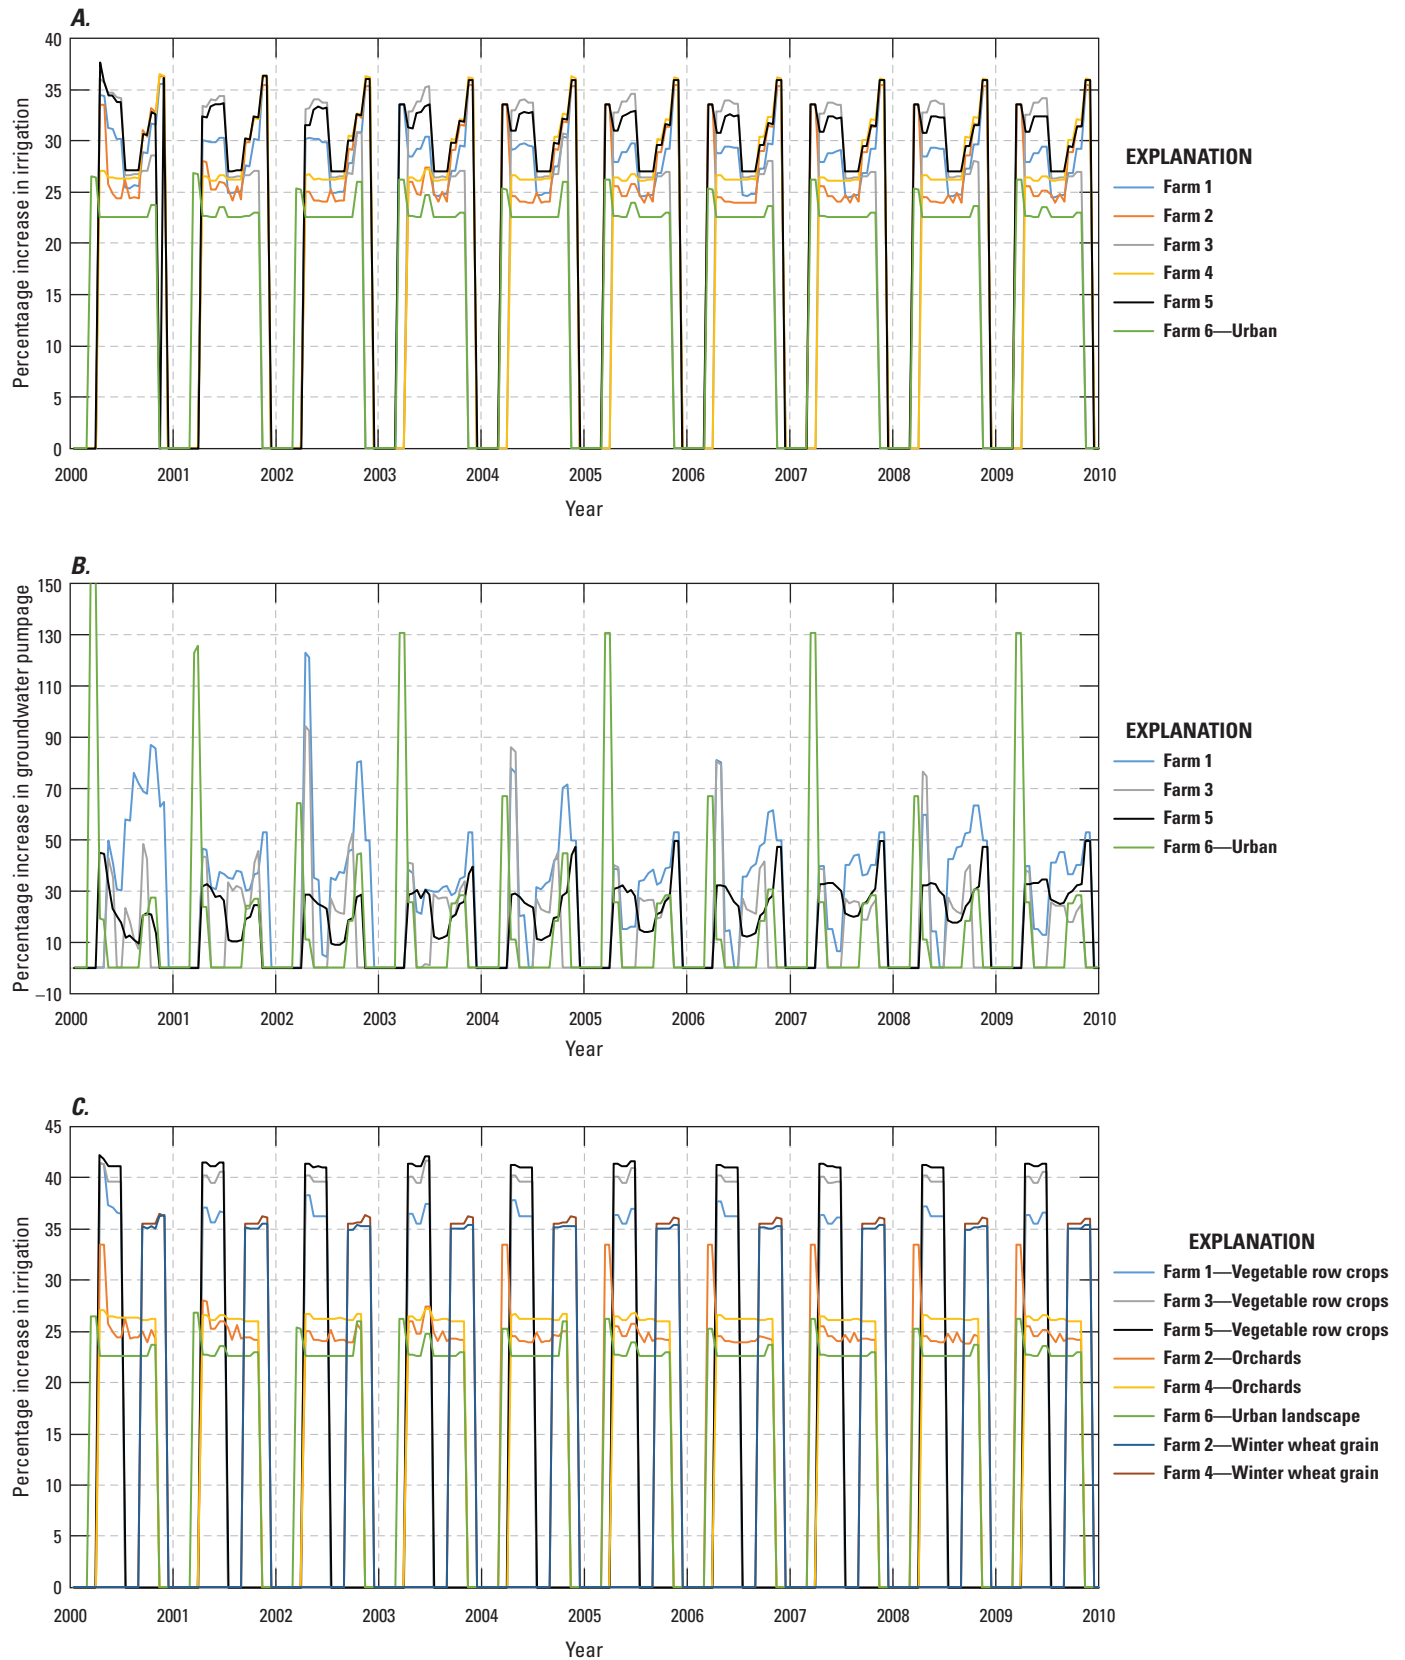 A.
Percentaage increase in irrigation
40
35
30
25
20
15
10
5
0
2000 2001 2002 2003 2004 2005 2006 2007 2008 2009 2010
Year
EXPLANATION
Farm 1
Farm 2
Farm 3
Farm 4
Farm 5
Farm 6—Urban
B.
Percentaage increase in groundwater pumpage
150
130
110
90
70
50
30
10
–10
2000 2001 2002 2003 2004 2005 2006 2007 2008 2009 2010
Year
EXPLANATION
Farm 1
Farm 3
Farm 5
Farm 6—Urban
C.
Percentage increase in irrigation
45
40
35
30
25
20
15
10
5
0
2000 2001 2002 2003 2004 2005 2006 2007 2008 2009 2010
Year
EXPLANATION
Farm 1—Vegetable row crops
Farm 3—Vegetable row crops
Farm 5—Vegetable row crops
Farm 2—Orchards
Farm 4—Orchards
Farm 6—Urban landscape
Farm 2—Winter wheat grain
Farm 4—Winter wheat grain